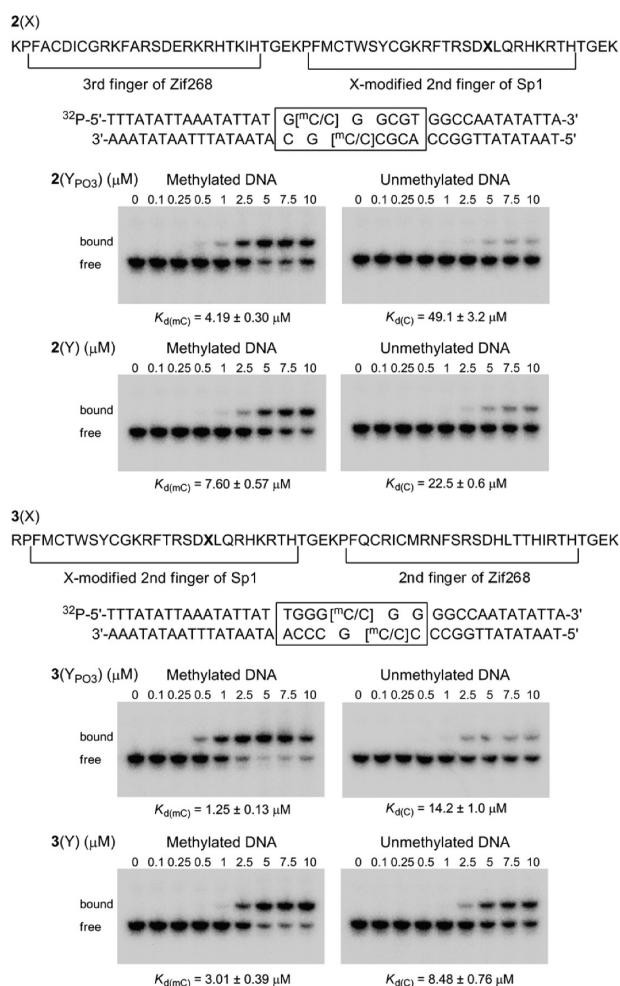 2(X)
KPFACDICGRKFARSDERKRHTKIHTGEKPFMCTWSYCGKRFTRSDXLQRHKRTHTGEK
3rd finger of Zif268 X-modified 2nd finger of Sp1
32P-5'-TTTATATTAAATATTAT G[mC/C] G GCGT GGCCAATATATTA-3'
3'-AAATATAATTTATAATA C G [mC/C]CGCA CCGGTTATATAAT-5'
2(YPO3) (μM) Methylated DNA Unmethylated DNA
0 0.1 0.25 0.5 1 2.5 5 7.5 10 0 0.1 0.25 0.5 1 2.5 5 7.5 10
bound
free
Kd(mC) = 4.19 ± 0.30 μM Kd(C) = 49.1 ± 3.2 μM
2(Y) (μM) Methylated DNA Unmethylated DNA
0 0.1 0.25 0.5 1 2.5 5 7.5 10 0 0.1 0.25 0.5 1 2.5 5 7.5 10
bound
free
Kd(mC) = 7.60 ± 0.57 μM Kd(C) = 22.5 ± 0.6 μM
3(X)
RPFMCTWSYCGKRFTRSDXLQRHKRTHTGEKPFQCRICMRNFSRSDHLTTHIRTHTGEK
X-modified 2nd finger of Sp1 2nd finger of Zif268
32P-5'-TTTATATTAAATATTAT TGGG[mC/C] G G GGCCAATATATTA-3'
3'-AAATATAATTTATAATA ACCC G [mC/C]C CCGGTTATATAAT-5'
3(YPO3) (μM) Methylated DNA Unmethylated DNA
0 0.1 0.25 0.5 1 2.5 5 7.5 10 0 0.1 0.25 0.5 1 2.5 5 7.5 10
bound
free
Kd(mC) = 1.25 ± 0.13 μM Kd(C) = 14.2 ± 1.0 μM
3(Y) (μM) Methylated DNA Unmethylated DNA
0 0.1 0.25 0.5 1 2.5 5 7.5 10 0 0.1 0.25 0.5 1 2.5 5 7.5 10
bound
free
Kd(mC) = 3.01 ± 0.39 μM Kd(C) = 8.48 ± 0.76 μM